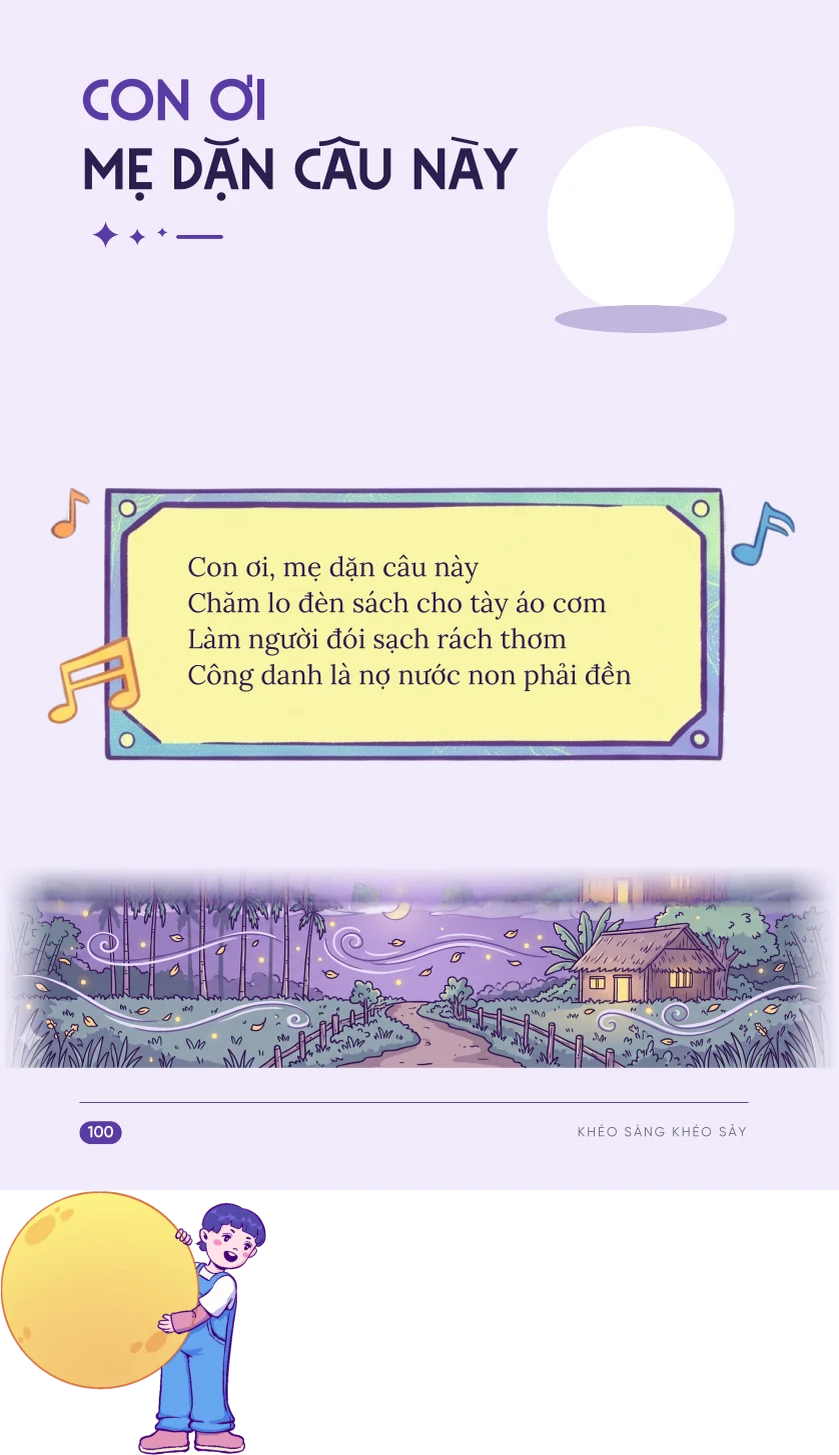 CON ƠI
MẸ DẶN CÂU NÀY
Con ơi, mẹ dặn câu này
Chăm lo đèn sách cho tày áo cơm
Làm người đói sạch rách thơm
Công danh là nợ nước non phải đền
100
KHÉO SÀNG KHÉO SẢY